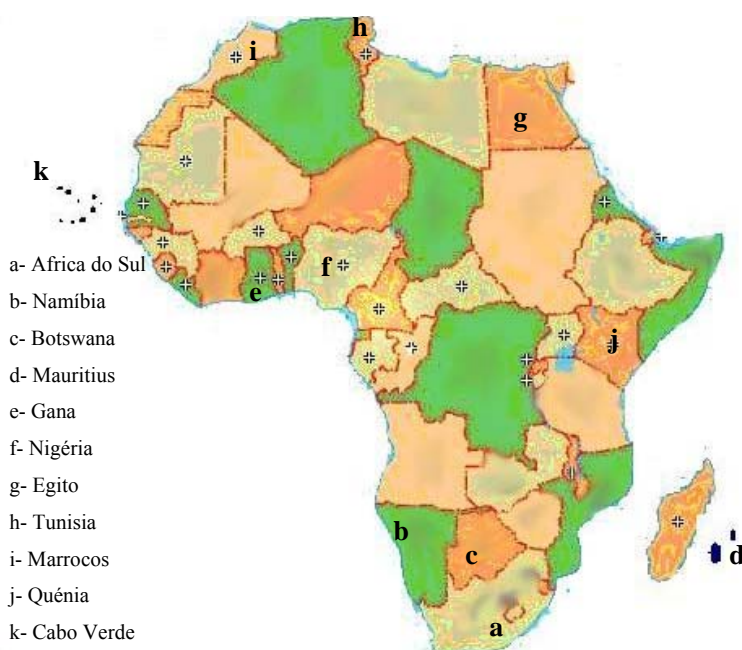 h
i
g
k
a- Africa do Sul
f
b- Namíbia
e
c- Botswana
j
d- Mauritius
e- Gana
f- Nigéria
g- Egito
h- Tunisia
b
i- Marrocos
c
d
j- Quénia
a
k- Cabo Verde